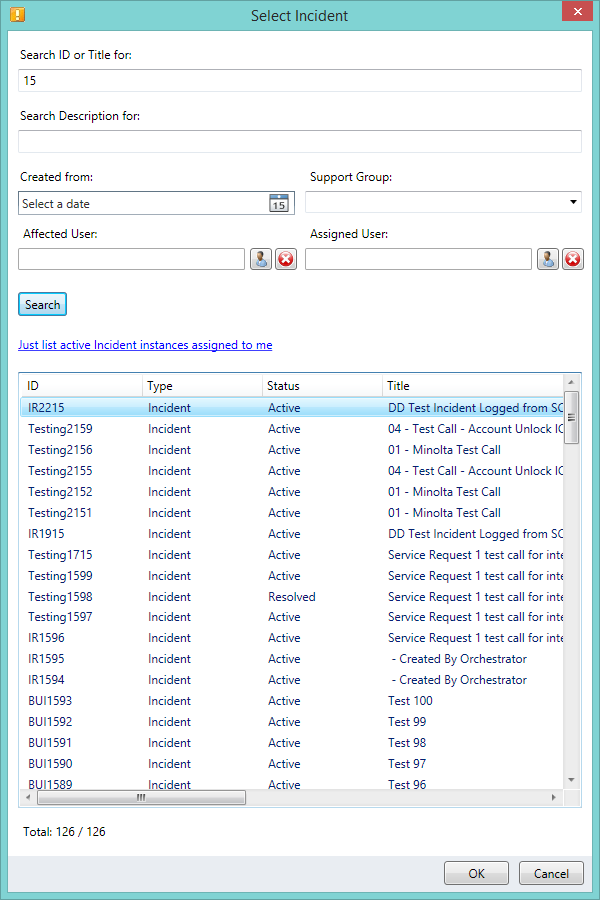 Select Incident
Search ID or Title for:
15
Search Description for:
Created from: Support Group:
Select a date 15
Affected User: Assigned User:
Search
Just list active Incident instances assigned to me
ID Type Status Title
IR2215 Incident Active DD Test Incident Logged from SC
Testing2159 Incident Active 04 - Test Call - Account Unlock IC
Testing2156 Incident Active 01 - Minolta Test Call
Testing2155 Incident Active 04 - Test Call - Account Unlock IC
Testing2152 Incident Active 01 - Minolta Test Call
Testing2151 Incident Active 01 - Minolta Test Call
IR1915 Incident Active DD Test Incident Logged from SC
Testing1715 Incident Active Service Request 1 test call for inte
Testing1599 Incident Active Service Request 1 test call for inte
Testing1598 Incident Resolved Service Request 1 test call for inte
Testing1597 Incident Active Service Request 1 test call for inte
IR1596 Incident Active Service Request 1 test call for inte
IR1595 Incident Active - Created By Orchestrator
IR1594 Incident Active - Created By Orchestrator
BUI1593 Incident Active Test 100
BUI1592 Incident Active Test 99
BUI1591 Incident Active Test 98
BUI1590 Incident Active Test 97
BUI1589 Incident Active Test 96
Total: 126 / 126
OK Cancel